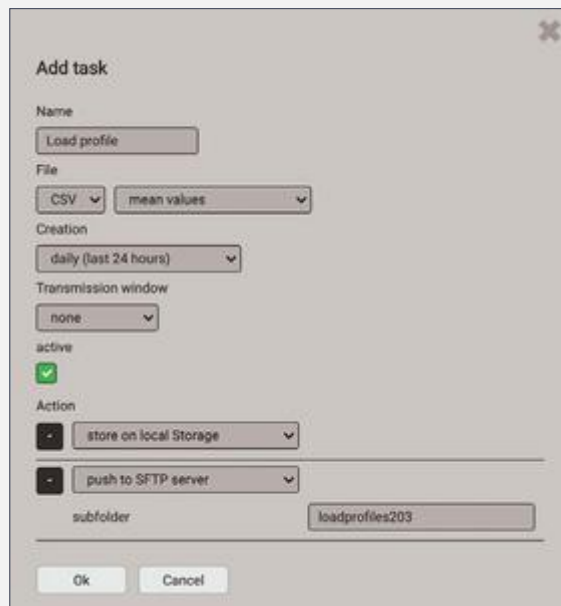 Add task
Name
Load profile
File
CSV mean values
Creation
daily (last 24 hours)
Transmission window
none
active
Action
- store on local Storage
- push to SFTP server
subfolder loadprofiles203
Ok Cancel